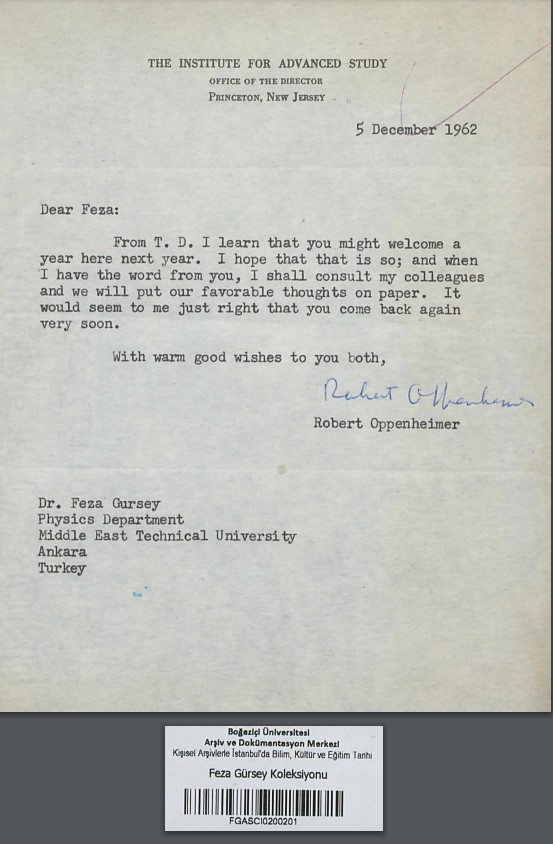 THE INSTITUTE FOR ADVANCED STUDY
OFFICE OF THE DIRECTOR
PRINCETON, NEW JERSEY
5 December 1962
Dear Feza:
From T. D. I learn that you might welcome a
year here next year. I hope that that is so; and when
I have the word from you, I shall consult my colleagues
and we will put our favorable thoughts on paper. It
would seem to me just right that you come back again
very soon.
With warm good wishes to you both,
Robert Oppenheimer
Robert Oppenheimer
Dr. Feza Gursey
Physics Department
Middle East Technical University
Ankara
Turkey
Boğaziçi Üniversitesi
Arşiv ve Dokümantasyon Merkezi
Kişisel Arşivlerle İstanbul'da Bilim, Kültür ve Eğitim Tarihi
Feza Gürsey Koleksiyonu
FGASCI0200201